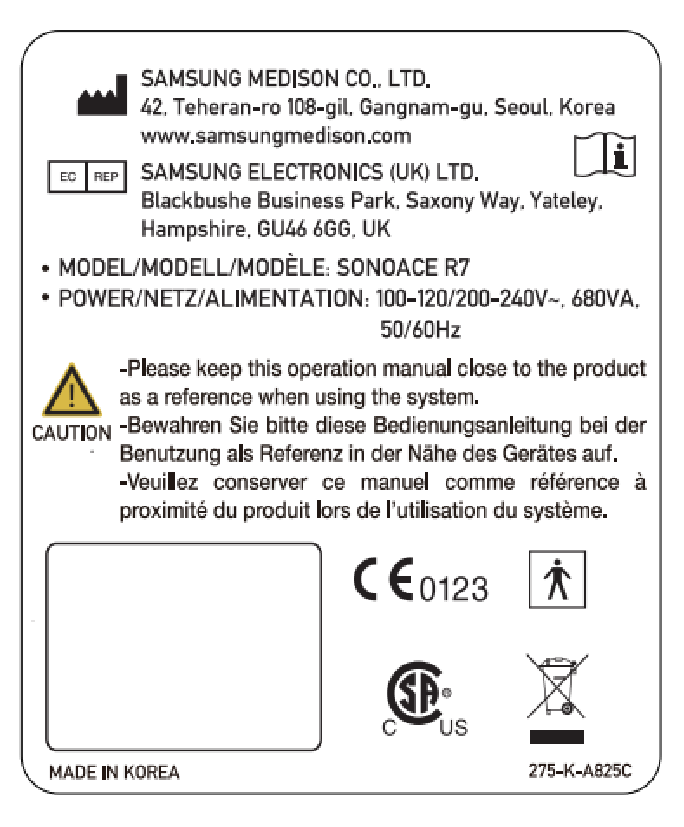 SAMSUNG MEDISON CO., LTD.
42, Teheran-ro 108-gil, Gangnam-gu, Seoul, Korea
www.samsungmedison.com
EC REP
SAMSUNG ELECTRONICS (UK) LTD.
Blackbushe Business Park, Saxony Way, Yateley,
Hampshire, GU46 6GG, UK
• MODEL/MODELL/MODÈLE: SONOACE R7
• POWER/NETZ/ALIMENTATION: 100-120/200-240V~, 680VA,
50/60Hz
CAUTION
-Please keep this operation manual close to the product
as a reference when using the system.
-Bewahren Sie bitte diese Bedienungsanleitung bei der
Benutzung als Referenz in der Nähe des Gerätes auf.
-Veuillez conserver ce manuel comme référence à
proximité du produit lors de l'utilisation du système.
CE0123
C SA® US
MADE IN KOREA
275-K-A825C